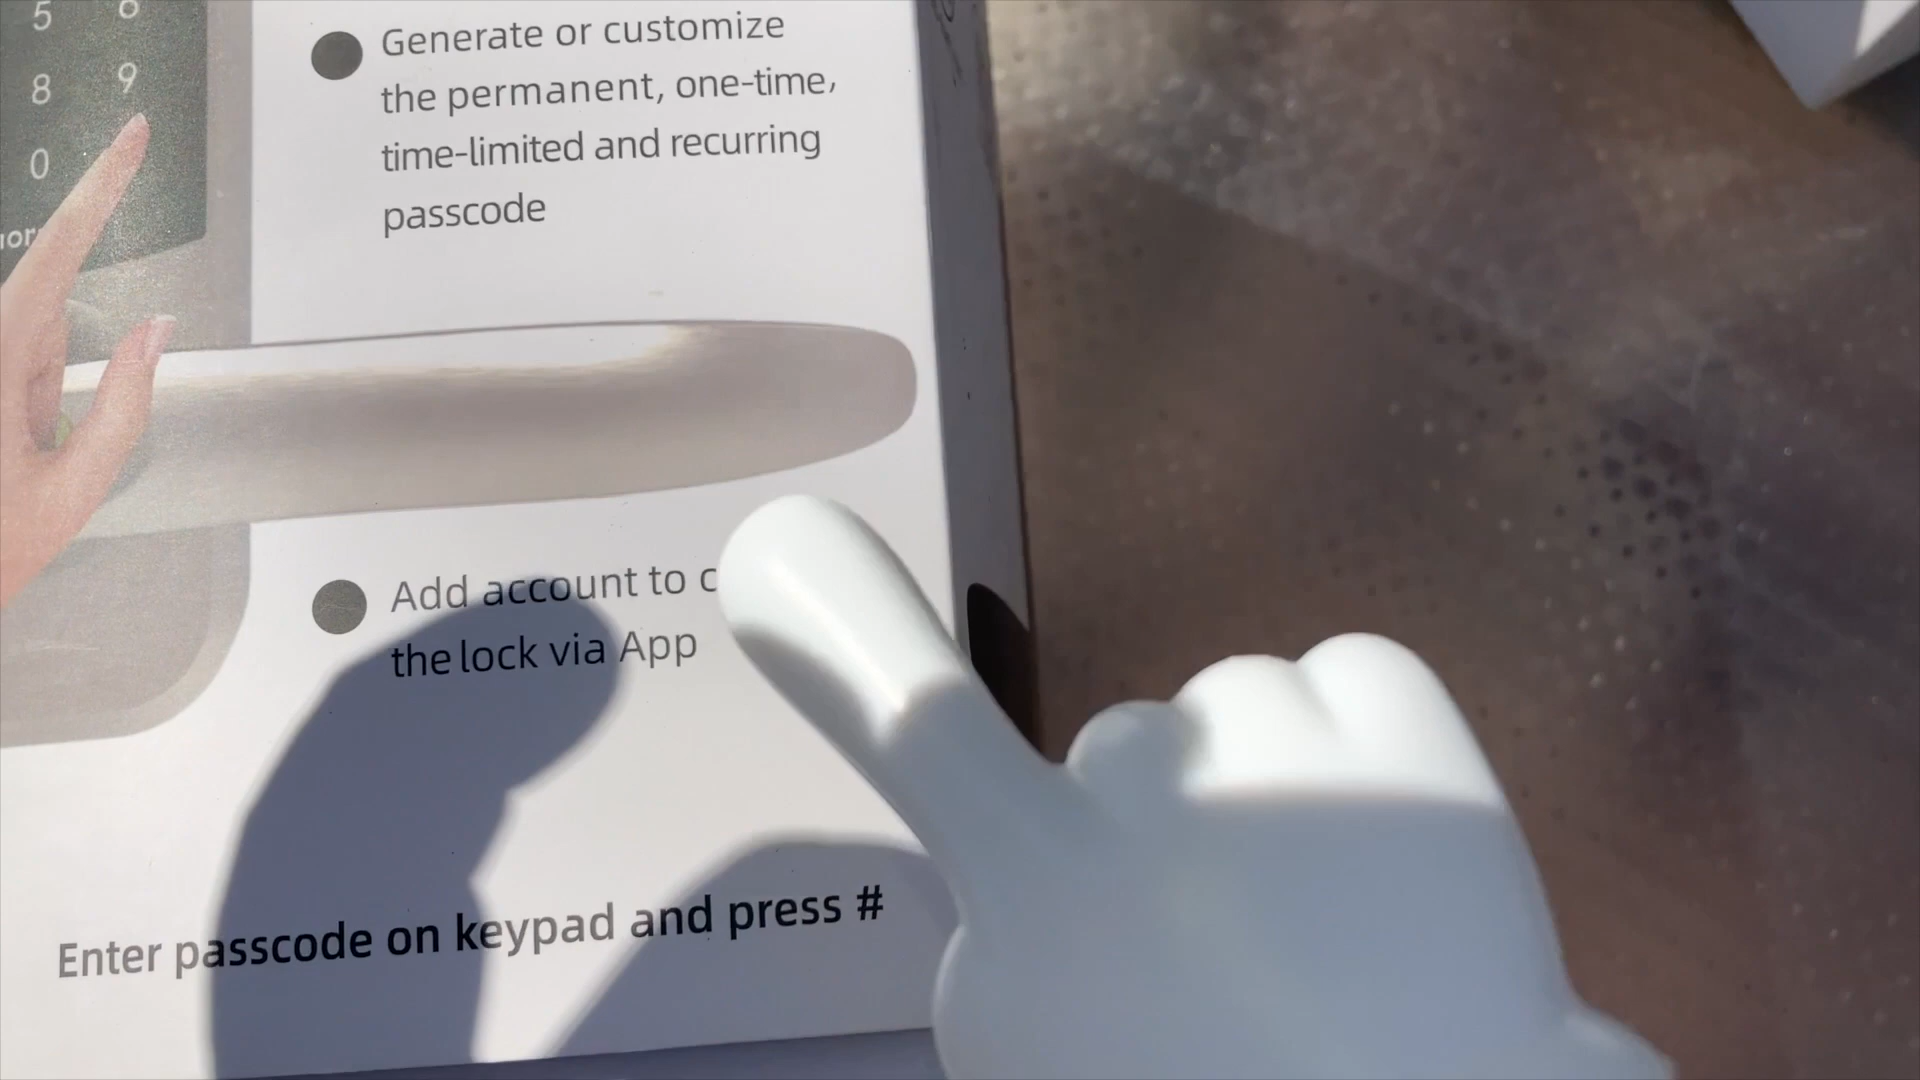 5 6
8 9
0
Generate or customize
the permanent, one-time,
time-limited and recurring
passcode
Add account to
the lock via App
Enter passcode on keypad and press #